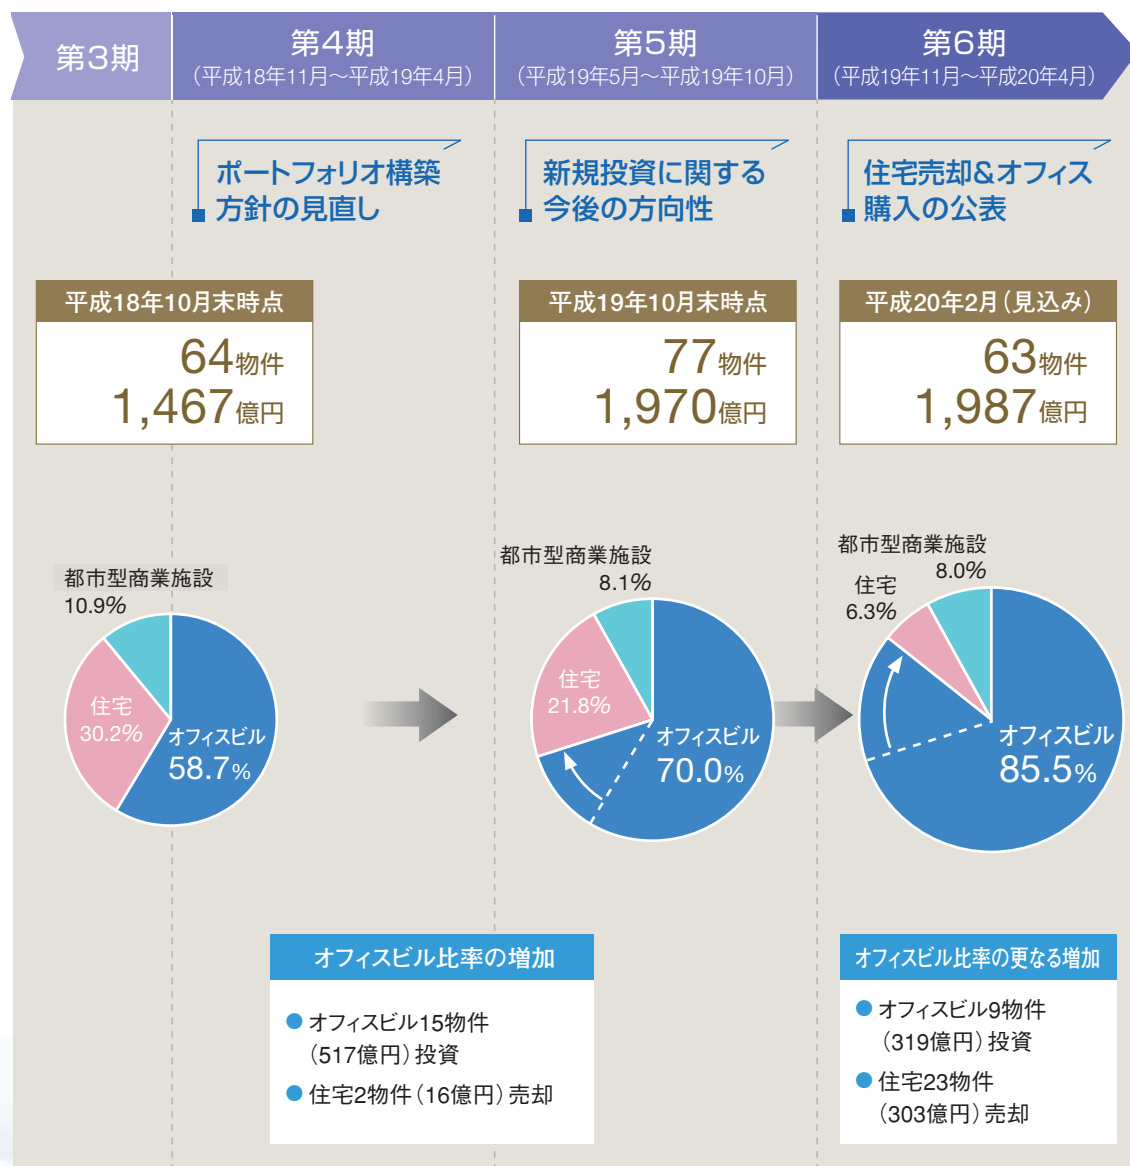 第3期
第4期
（平成18年11月～平成19年4月）
第5期
（平成19年5月～平成19年10月）
第6期
（平成19年11月～平成20年4月）
ポートフォリオ構築
方針の見直し
新規投資に関する
今後の方向性
住宅売却&オフィス
購入の公表
平成18年10月末時点
64物件
1,467億円
平成19年10月末時点
77物件
1,970億円
平成20年2月（見込み）
63物件
1,987億円
都市型商業施設
10.9%
住宅
30.2%
オフィスビル
58.7%
都市型商業施設
8.1%
住宅
21.8%
オフィスビル
70.0%
都市型商業施設
8.0%
住宅
6.3%
オフィスビル
85.5%
オフィスビル比率の増加
● オフィスビル15物件
（517億円）投資
● 住宅2物件（16億円）売却
オフィスビル比率の更なる増加
● オフィスビル9物件
（319億円）投資
● 住宅23物件
（303億円）売却